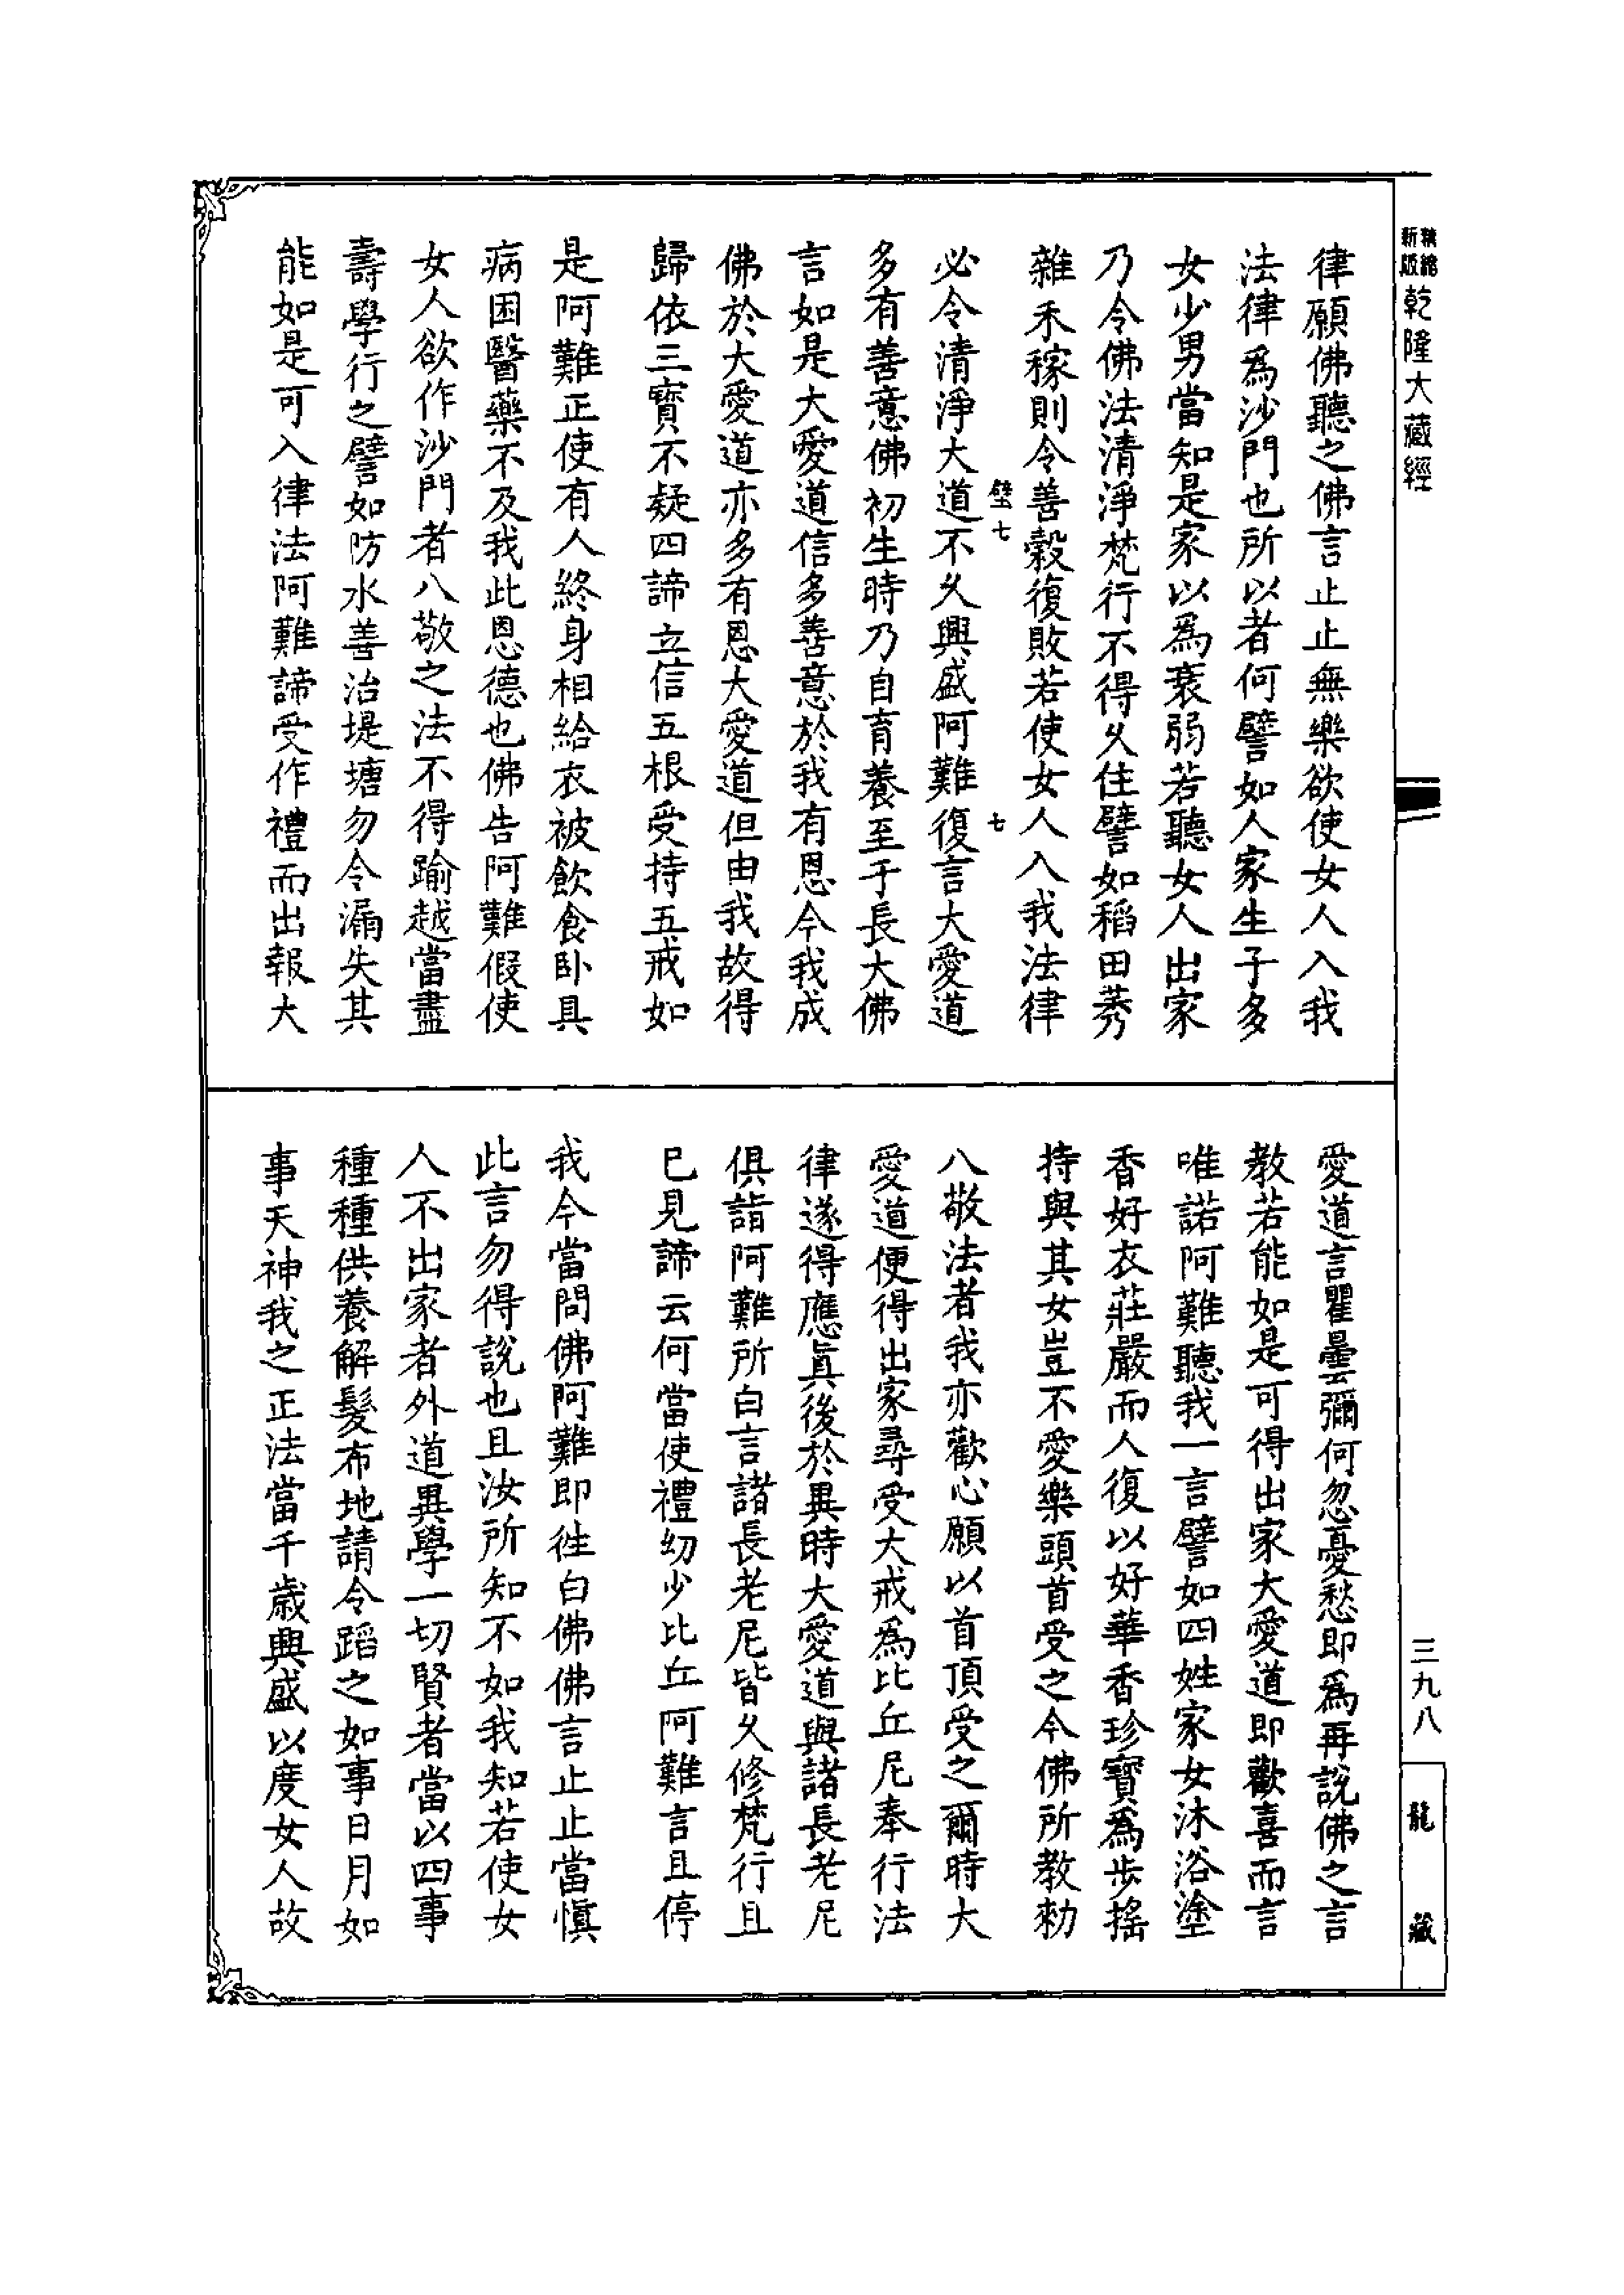 精縮新版乾隆大藏經
律願佛聽之佛言止止無樂欲使女人入我
法律爲沙門也所以者何譬如人家生子多
女少男當知是家以爲衰弱若聽女人出家
乃令佛法清淨梵行不得久住譬如稻田莠
雜禾稼則令善穀復敗若使女人入我法律
壁七 七
必令清淨大道不久興盛阿難復言大愛道
多有善意佛初生時乃自育養至于長大佛
言如是大愛道信多善意於我有恩今我成
佛於大愛道亦多有恩大愛道但由我故得
歸依三寶不疑四諦立信五根受持五戒如
是阿難正使有人終身相給衣被飲食卧具
病困醫藥不及我此恩德也佛告阿難假使
女人欲作沙門者八敬之法不得踰越當盡
壽學行之譬如防水善治堤塘勿令漏失其
能如是可入律法阿難諦受作禮而出報大
愛道言瞿曇彌何忽憂愁即爲再說佛之言
教若能如是可得出家大愛道即歡喜而言
唯諾阿難聽我一言譬如四姓家女沐浴塗
香好衣莊嚴而人復以好華香珍寶爲步搖
持與其女豈不愛樂頭首受之今佛所教勑
八敬法者我亦歡心願以首頂受之爾時大
愛道便得出家尋受大戒爲比丘尼奉行法
律遂得應眞後於異時大愛道與諸長老尼
俱詣阿難所白言諸長老尼皆久修梵行且
巳見諦云何當使禮幼少比丘阿難言且停
我今當問佛阿難即往白佛佛言止止當愼
此言勿得說也且汝所知不如我知若使女
人不出家者外道異學一切賢者當以四事
種種供養解髮布地請令蹈之如事日月如
事天神我之正法當千歲興盛以度女人故
三九八
龍藏